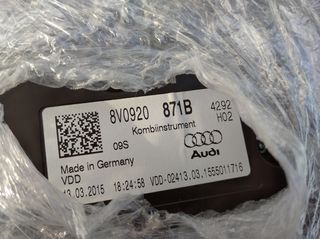 8V0920 871B 4292
H02
Kombiinstrument
09S
Audi
Made in Germany
VDD
13.03.2015 18:24:58 VDD-02413.03.1555011716